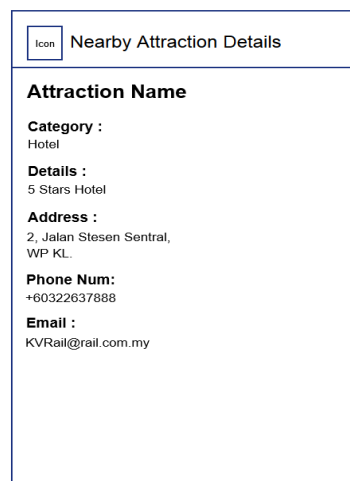 Icon
Nearby Attraction Details
Attraction Name
Category :
Hotel
Details :
5 Stars Hotel
Address :
2, Jalan Stesen Sentral,
WP KL.
Phone Num:
+60322637888
Email :
KVRail@rail.com.my